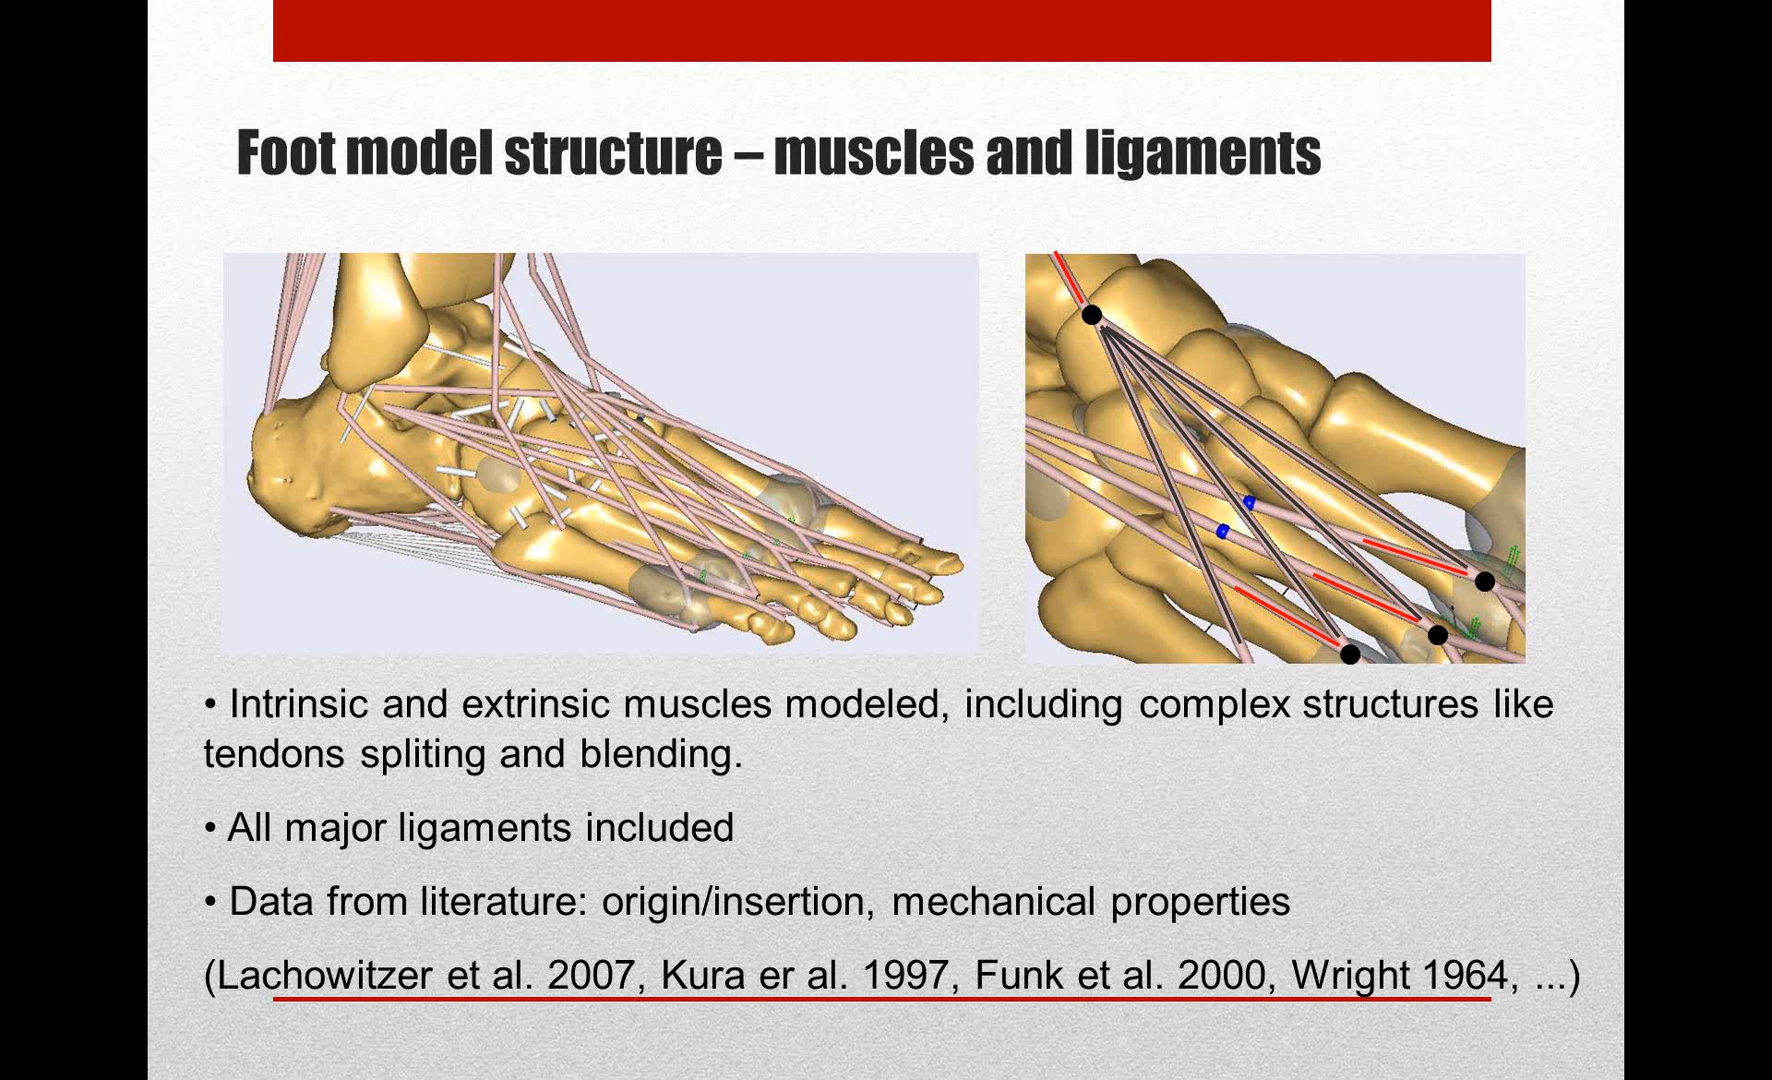 Foot model structure – muscles and ligaments
• Intrinsic and extrinsic muscles modeled, including complex structures like
tendons spliting and blending.
• All major ligaments included
• Data from literature: origin/insertion, mechanical properties
(Lachowitzer et al. 2007, Kura er al. 1997, Funk et al. 2000, Wright 1964, ...)